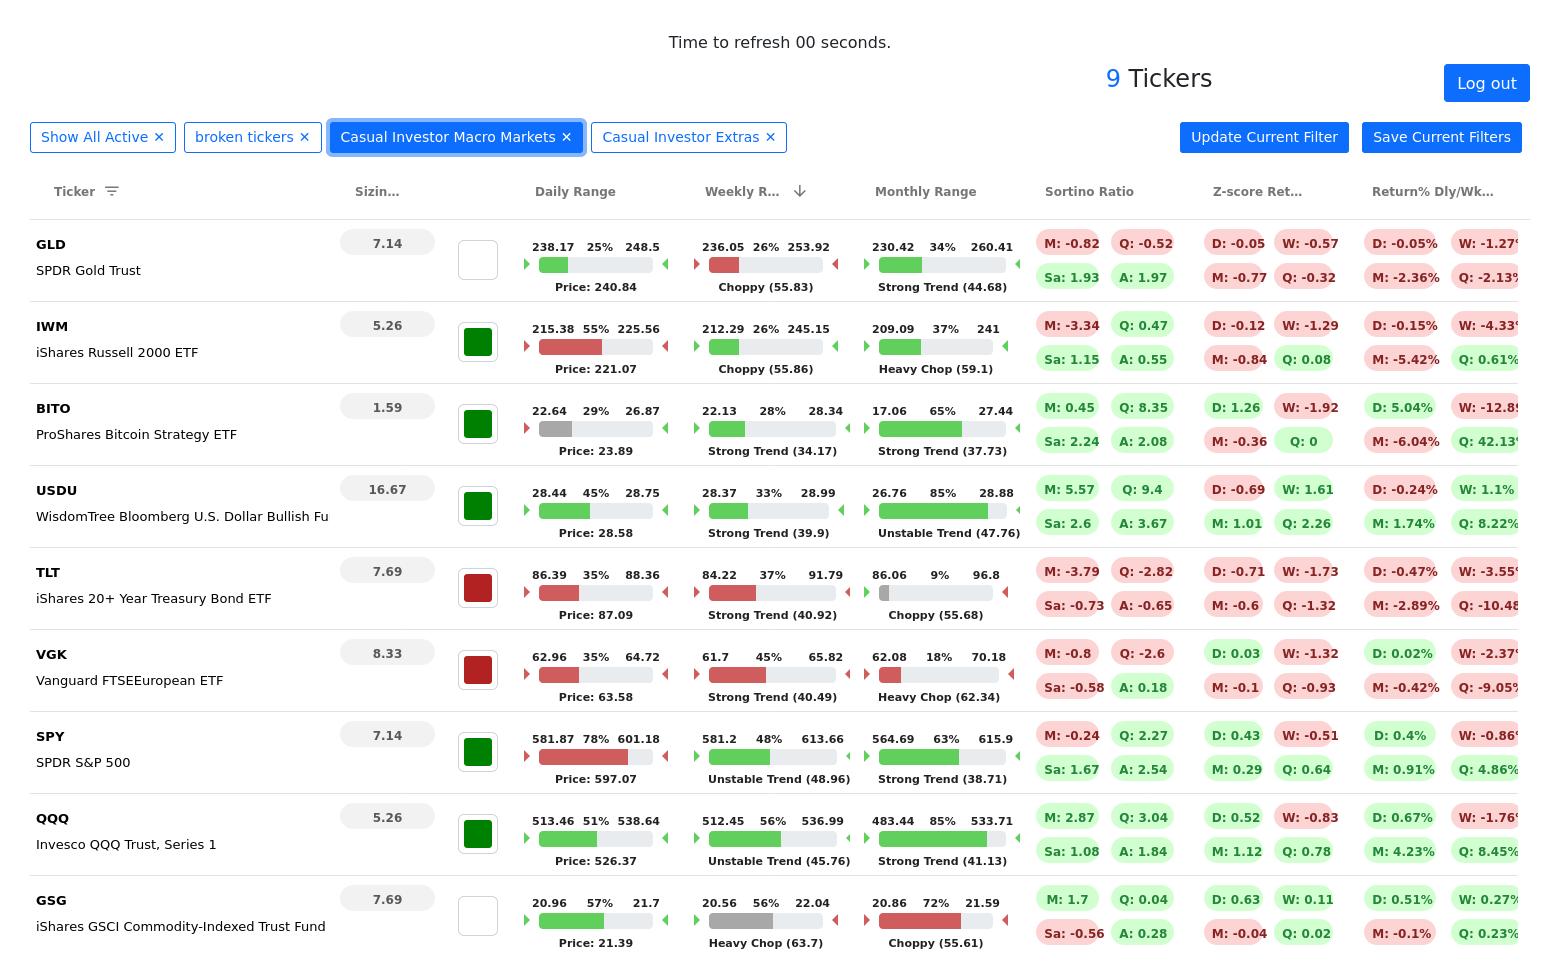 Time to refresh 00 seconds.
9 Tickers
Log out
Show All Active ✕ broken tickers ✕ Casual Investor Macro Markets ✕ Casual Investor Extras ✕ Update Current Filter Save Current Filters
Ticker Sizin… Daily Range Weekly R… Monthly Range Sortino Ratio Z-score Ret… Return% Dly/Wk…
GLD 7.14 238.17 25% 248.5 236.05 26% 253.92 230.42 34% 260.41 M: -0.82 Q: -0.52 D: -0.05 W: -0.57 D: -0.05% W: -1.27%
SPDR Gold Trust Sa: 1.93 A: 1.97 M: -0.77 Q: -0.32 M: -2.36% Q: -2.13%
Price: 240.84 Choppy (55.83) Strong Trend (44.68)
IWM 5.26 215.38 55% 225.56 212.29 26% 245.15 209.09 37% 241 M: -3.34 Q: 0.47 D: -0.12 W: -1.29 D: -0.15% W: -4.33%
iShares Russell 2000 ETF Sa: 1.15 A: 0.55 M: -0.84 Q: 0.08 M: -5.42% Q: 0.61%
Price: 221.07 Choppy (55.86) Heavy Chop (59.1)
BITO 1.59 22.64 29% 26.87 22.13 28% 28.34 17.06 65% 27.44 M: 0.45 Q: 8.35 D: 1.26 W: -1.92 D: 5.04% W: -12.89
ProShares Bitcoin Strategy ETF Sa: 2.24 A: 2.08 M: -0.36 Q: 0 M: -6.04% Q: 42.13%
Price: 23.89 Strong Trend (34.17) Strong Trend (37.73)
USDU 16.67 28.44 45% 28.75 28.37 33% 28.99 26.76 85% 28.88 M: 5.57 Q: 9.4 D: -0.69 W: 1.61 D: -0.24% W: 1.1%
WisdomTree Bloomberg U.S. Dollar Bullish Fu Sa: 2.6 A: 3.67 M: 1.01 Q: 2.26 M: 1.74% Q: 8.22%
Price: 28.58 Strong Trend (39.9) Unstable Trend (47.76)
TLT 7.69 86.39 35% 88.36 84.22 37% 91.79 86.06 9% 96.8 M: -3.79 Q: -2.82 D: -0.71 W: -1.73 D: -0.47% W: -3.55%
iShares 20+ Year Treasury Bond ETF Sa: -0.73 A: -0.65 M: -0.6 Q: -1.32 M: -2.89% Q: -10.48
Price: 87.09 Strong Trend (40.92) Choppy (55.68)
VGK 8.33 62.96 35% 64.72 61.7 45% 65.82 62.08 18% 70.18 M: -0.8 Q: -2.6 D: 0.03 W: -1.32 D: 0.02% W: -2.37%
Vanguard FTSEEuropean ETF Sa: -0.58 A: 0.18 M: -0.1 Q: -0.93 M: -0.42% Q: -9.05%
Price: 63.58 Strong Trend (40.49) Heavy Chop (62.34)
SPY 7.14 581.87 78% 601.18 581.2 48% 613.66 564.69 63% 615.9 M: -0.24 Q: 2.27 D: 0.43 W: -0.51 D: 0.4% W: -0.86%
SPDR S&P 500 Sa: 1.67 A: 2.54 M: 0.29 Q: 0.64 M: 0.91% Q: 4.86%
Price: 597.07 Unstable Trend (48.96) Strong Trend (38.71)
QQQ 5.26 513.46 51% 538.64 512.45 56% 536.99 483.44 85% 533.71 M: 2.87 Q: 3.04 D: 0.52 W: -0.83 D: 0.67% W: -1.76%
Invesco QQQ Trust, Series 1 Sa: 1.08 A: 1.84 M: 1.12 Q: 0.78 M: 4.23% Q: 8.45%
Price: 526.37 Unstable Trend (45.76) Strong Trend (41.13)
GSG 7.69 20.96 57% 21.7 20.56 56% 22.04 20.86 72% 21.59 M: 1.7 Q: 0.04 D: 0.63 W: 0.11 D: 0.51% W: 0.27%
iShares GSCI Commodity-Indexed Trust Fund Sa: -0.56 A: 0.28 M: -0.04 Q: 0.02 M: -0.1% Q: 0.23%
Price: 21.39 Heavy Chop (63.7) Choppy (55.61)